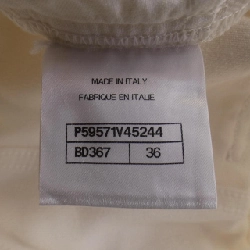 MADE IN ITALY
FABRIQUE EN ITALIE
P59571V45244
BD367 36